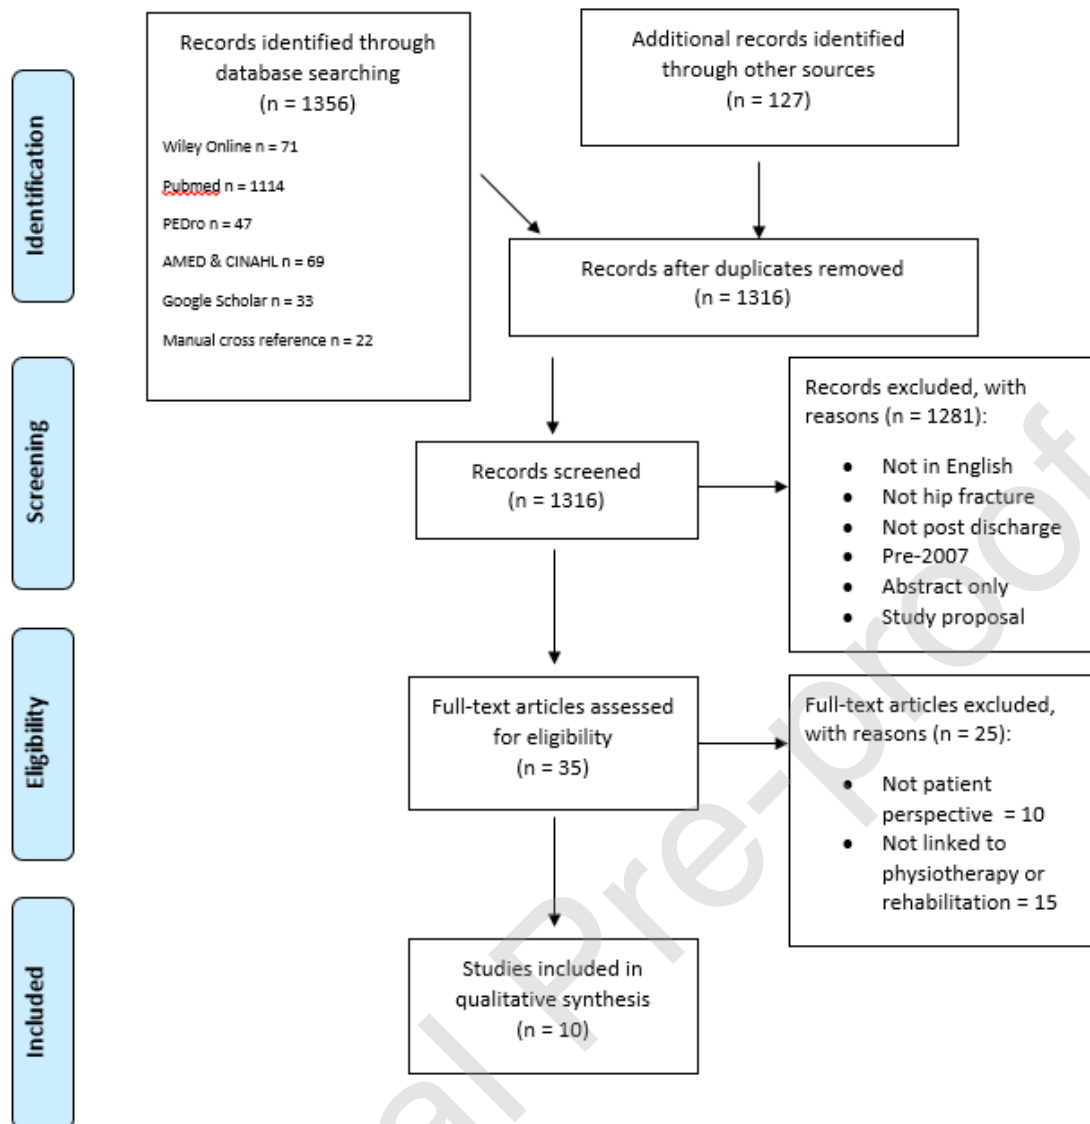 Records identified through
database searching
(n = 1356)
Wiley Online n = 71
Pubmed n = 1114
PEDro n = 47
AMED & CINAHL n = 69
Google Scholar n = 33
Manual cross reference n = 22
Additional records identified
through other sources
(n = 127)
Identification
Records after duplicates removed
(n = 1316)
Screening
Records screened
(n = 1316)
Records excluded, with
reasons (n = 1281):
• Not in English
• Not hip fracture
• Not post discharge
• Pre-2007
• Abstract only
• Study proposal
Eligibility
Full-text articles assessed
for eligibility
(n = 35)
Full-text articles excluded,
with reasons (n = 25):
• Not patient
perspective = 10
• Not linked to
physiotherapy or
rehabilitation = 15
Included
Studies included in
qualitative synthesis
(n = 10)
al Pre-proof